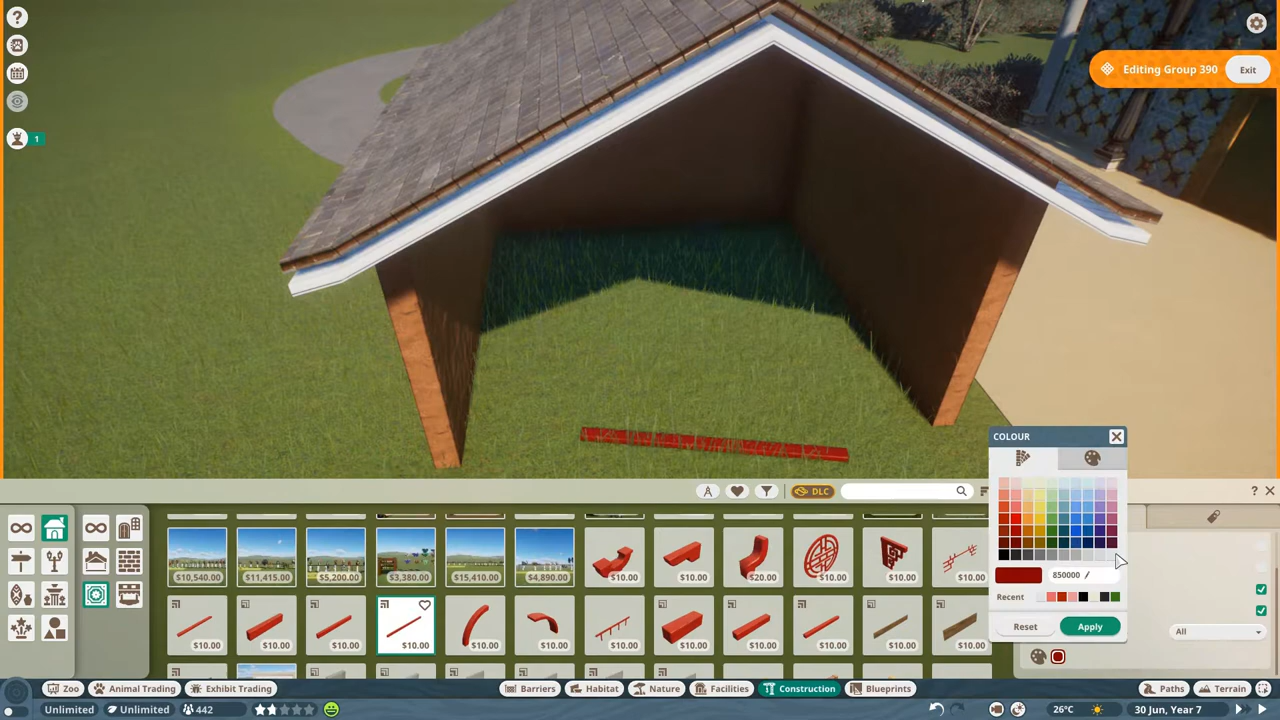 ?
Editing Group 390
Exit
1
COLOUR
DLC
?
$10,540.00
$11,415.00
$5,200.00
$3,380.00
$15,410.00
$4,890.00
$10.00
$10.00
$20.00
$10.00
$10.00
$10.00
850000 /
Recent
$10.00
$10.00
$10.00
$10.00
$10.00
$10.00
$10.00
$10.00
$10.00
$10.00
$10.00
$10.00
Reset
Apply
All
Zoo
Animal Trading
Exhibit Trading
Barriers
Habitat
Nature
Facilities
Construction
Blueprints
Paths
Terrain
Unlimited
Unlimited
442
26°C
30 Jun, Year 7